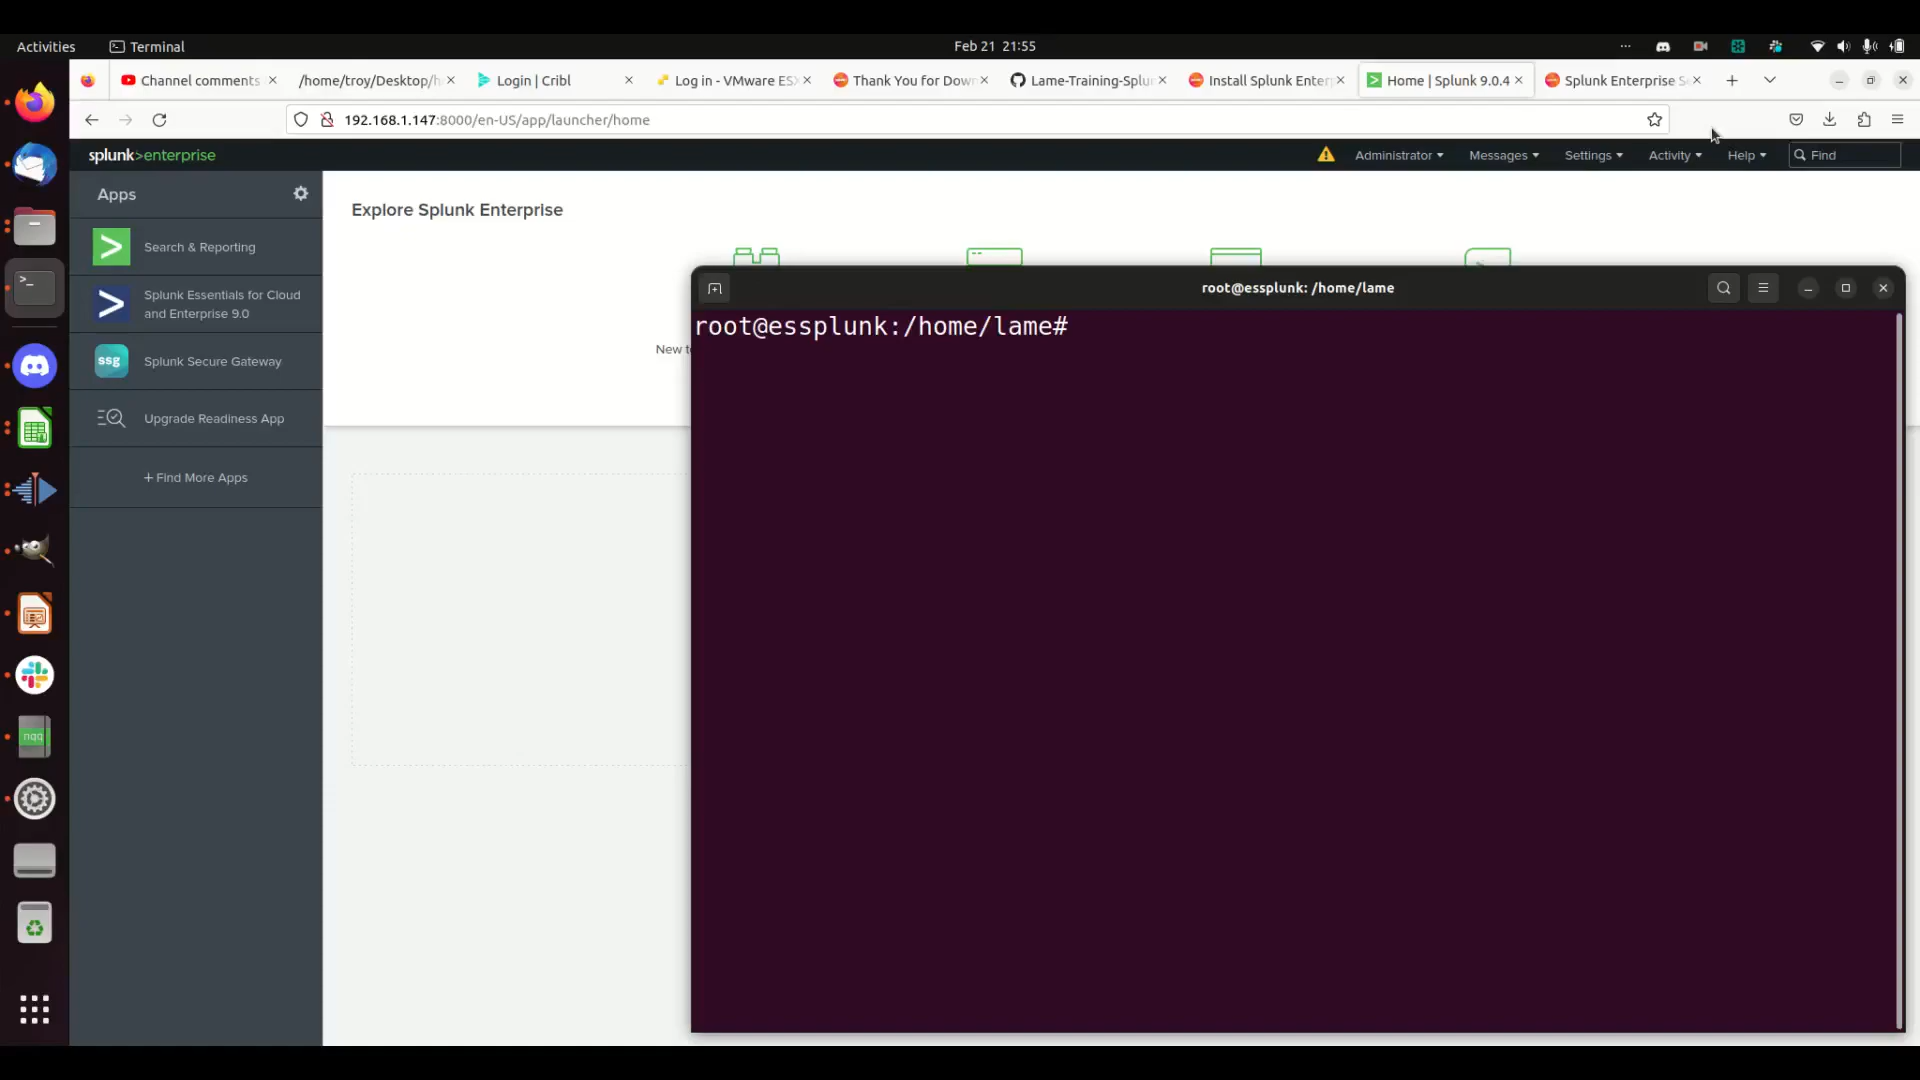 Activities
Terminal
Feb 21 21:55
Channel comments
/home/troy/Desktop/h
Login | Cribl
Log in - VMware ES
Thank You for Dow
Lame-Training-Splu
Install Splunk Enter
Home | Splunk 9.0.4
Splunk Enterprise S
192.168.1.147:8000/en-US/app/launcher/home
splunk>enterprise
Administrator
Messages
Settings
Activity
Help
Find
Apps
Explore Splunk Enterprise
Search & Reporting
Splunk Essentials for Cloud
and Enterprise 9.0
ssg
Splunk Secure Gateway
Upgrade Readiness App
+ Find More Apps
New t
root@essplunk: /home/lame
root@essplunk:/home/lame#
nqq